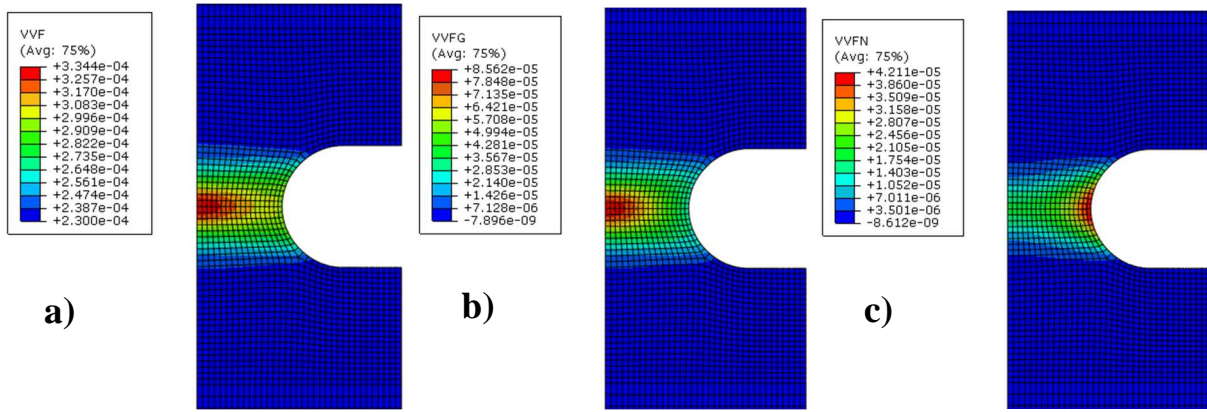 VVF
(Avg: 75%)
+3.344e-04
+3.257e-04
+3.170e-04
+3.083e-04
+2.996e-04
+2.909e-04
+2.822e-04
+2.735e-04
+2.648e-04
+2.561e-04
+2.474e-04
+2.387e-04
+2.300e-04
a)
VVFG
(Avg: 75%)
+8.562e-05
+7.848e-05
+7.135e-05
+6.421e-05
+5.708e-05
+4.994e-05
+4.281e-05
+3.567e-05
+2.853e-05
+2.140e-05
+1.426e-05
+7.128e-06
-7.896e-09
b)
VVFN
(Avg: 75%)
+4.211e-05
+3.860e-05
+3.509e-05
+3.158e-05
+2.807e-05
+2.456e-05
+2.105e-05
+1.754e-05
+1.403e-05
+1.052e-05
+7.011e-06
+3.501e-06
-8.612e-09
c)